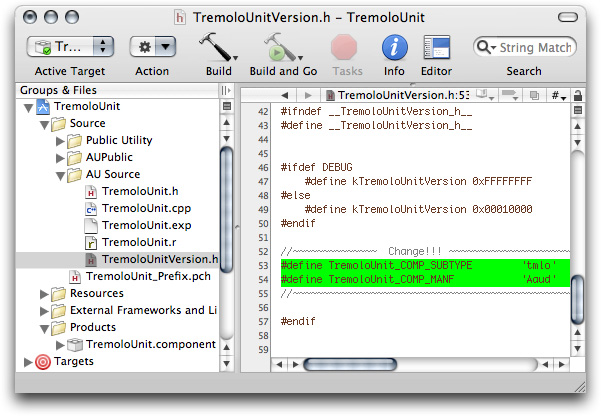 TremoloUnitVersion.h – TremoloUnit
Tr...
String Match
Active Target
Action
Build
Build and Go
Tasks
Info
Editor
Search
Groups & Files
TremoloUnit
Source
Public Utility
AUPublic
AU Source
TremoloUnit.h
TremoloUnit.cpp
TremoloUnit.exp
TremoloUnit.r
TremoloUnitVersion.h
TremoloUnit_Prefix.pch
Resources
External Frameworks and Li
Products
TremoloUnit.component
Targets
TremoloUnitVersion.h:53
#
42 #ifndef __TremoloUnitVersion_h__
43 #define __TremoloUnitVersion_h__
44
45
46 #ifdef DEBUG
47 #define kTremoloUnitVersion 0xFFFFFFFF
48 #else
49 #define kTremoloUnitVersion 0x00010000
50 #endif
51
52 //~~~~~~~~~~~~~~ Change!!! ~~~~~~~~~~~~~~~~~~~~
53 #define TremoloUnit_COMP_SUBTYPE 'tmlo'
54 #define TremoloUnit_COMP_MANF 'Aaud'
55 //~~~~~~~~~~~~~~~~~~~~~~~~~~~~~~~~~~~~~~~~~~~~~
56
57 #endif
58
59